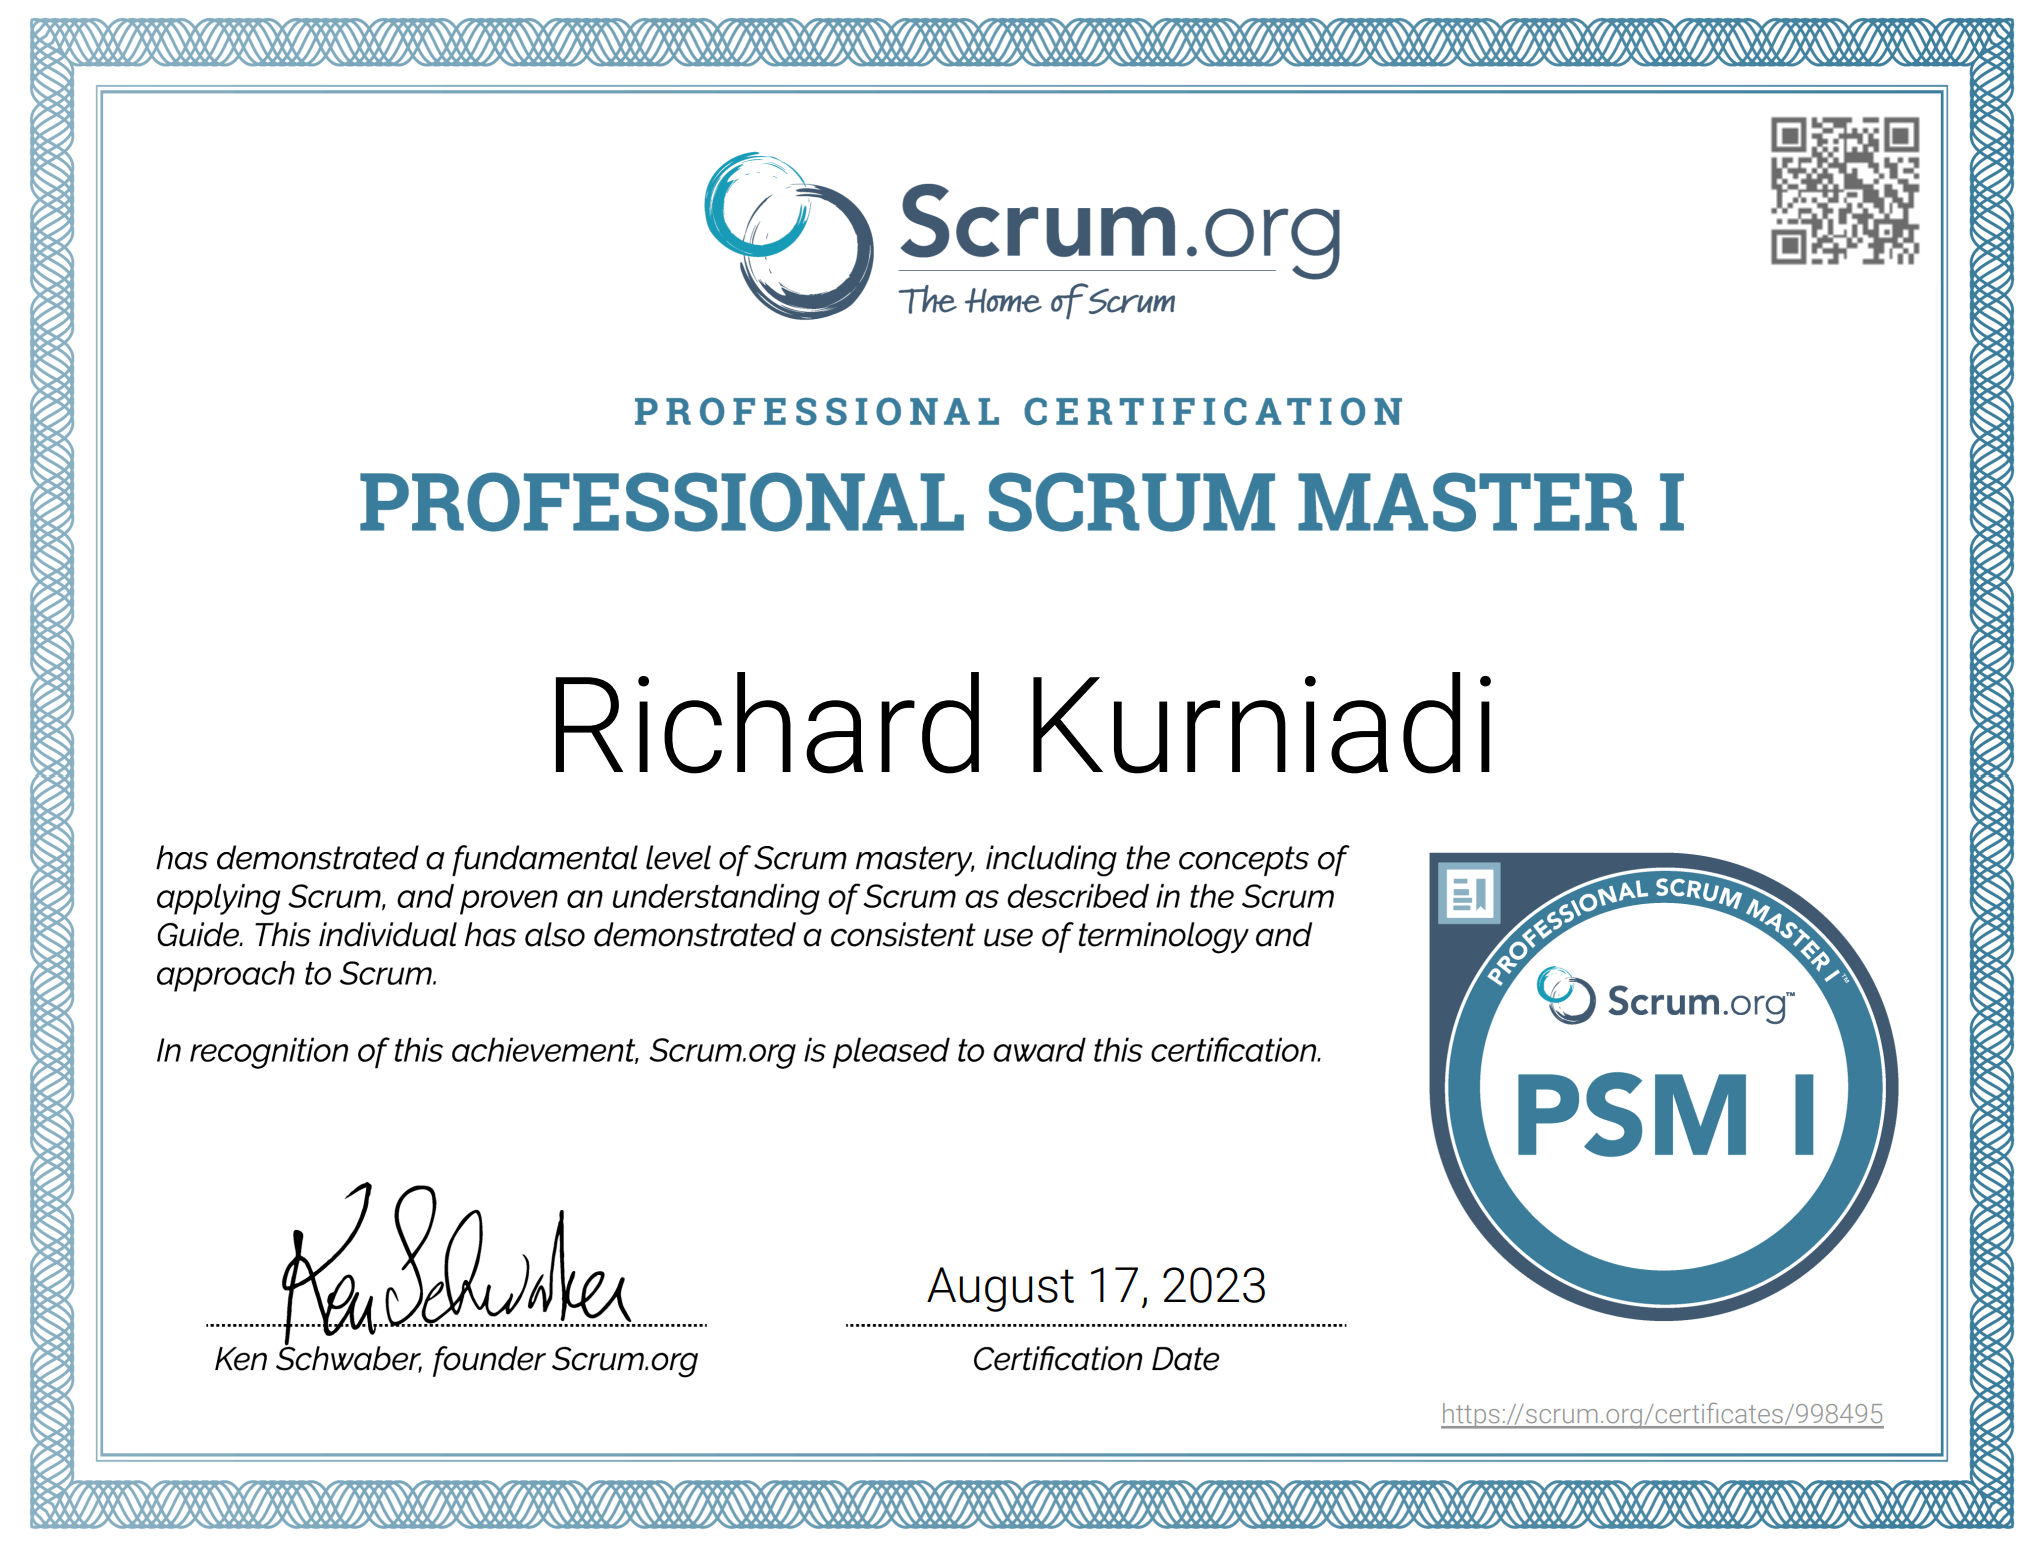 Scrum.org
The Home of Scrum
PROFESSIONAL CERTIFICATION
PROFESSIONAL SCRUM MASTER I
Richard Kurniadi
has demonstrated a fundamental level of Scrum mastery, including the concepts of
applying Scrum, and proven an understanding of Scrum as described in the Scrum
Guide. This individual has also demonstrated a consistent use of terminology and
approach to Scrum.
In recognition of this achievement, Scrum.org is pleased to award this certification.
PROFESSIONAL SCRUM MASTER I™
Scrum.org™
PSM I
Ken Schwaber
Ken Schwaber, founder Scrum.org
August 17, 2023
Certification Date
https://scrum.org/certificates/998495